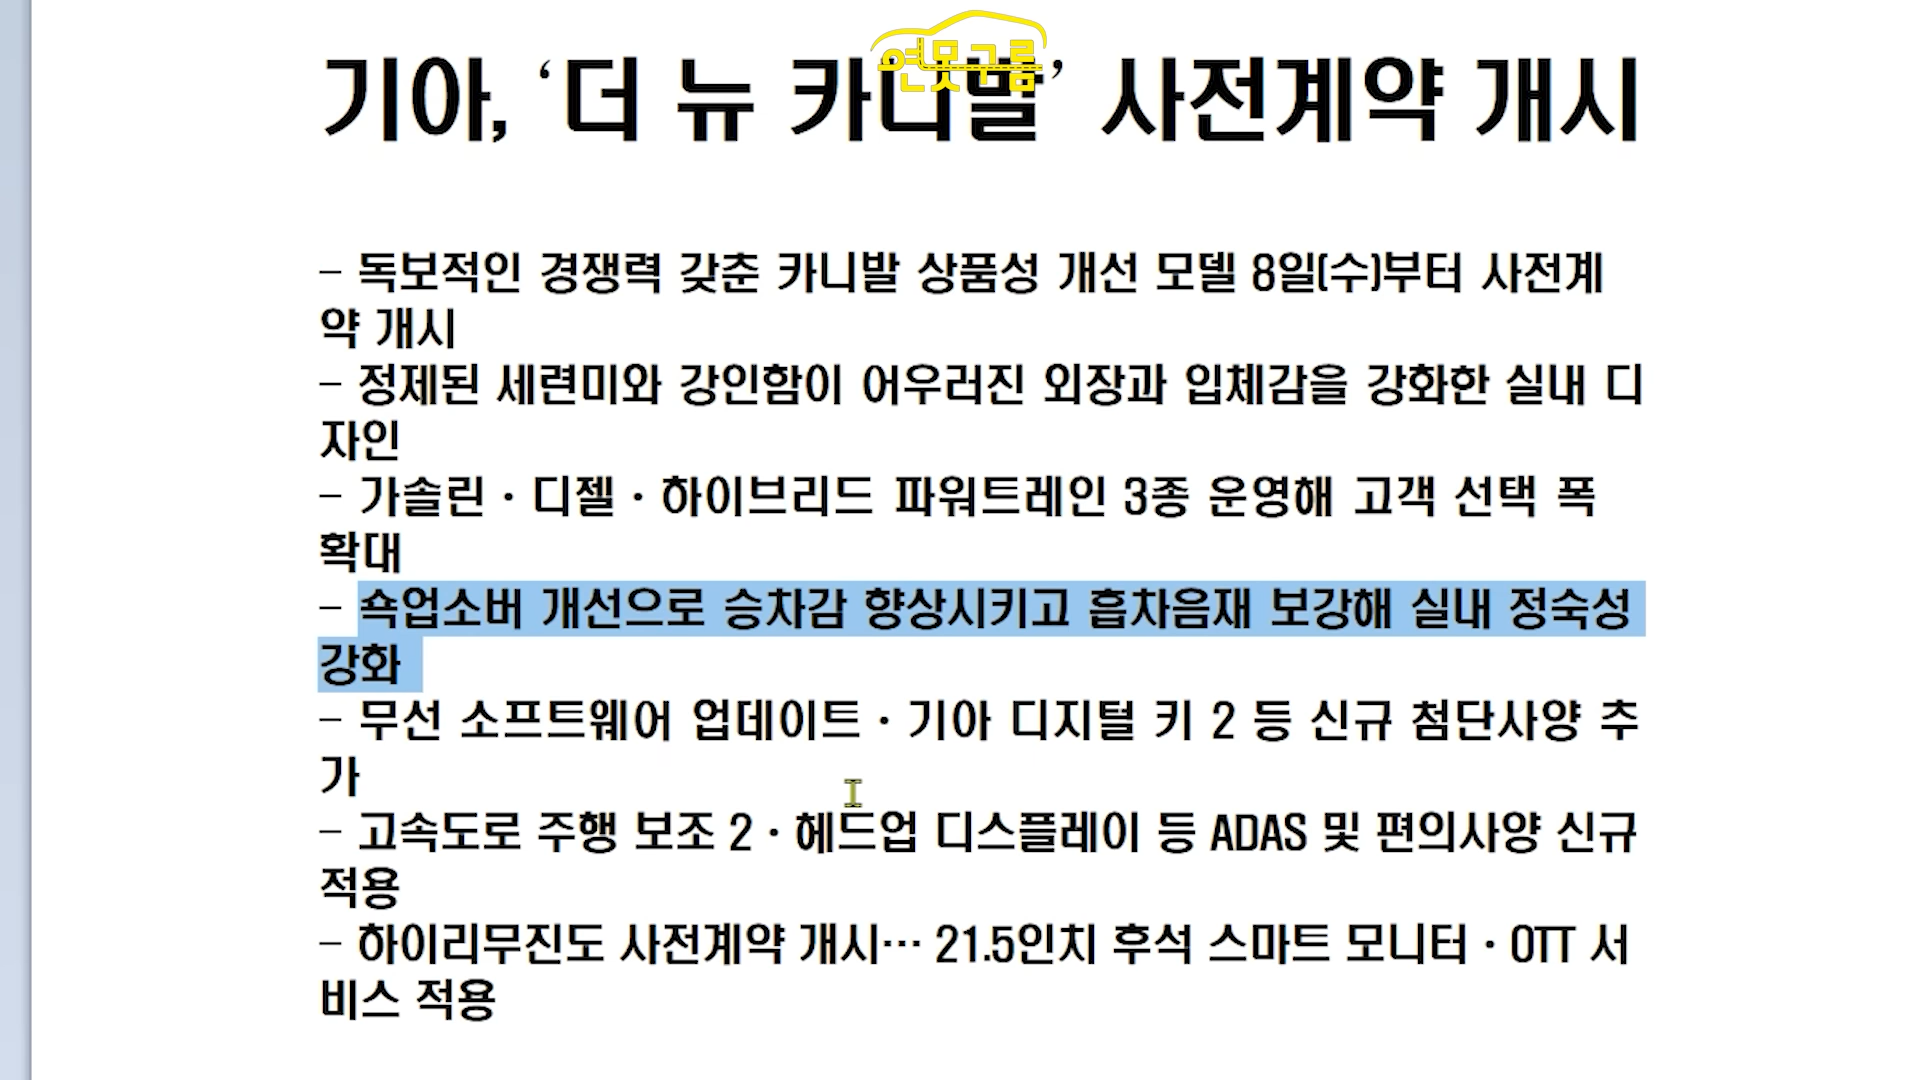 연못구름
기아, ‘더 뉴 카니발’ 사전계약 개시
- 독보적인 경쟁력 갖춘 카니발 상품성 개선 모델 8일(수)부터 사전계
약 개시
- 정제된 세련미와 강인함이 어우러진 외장과 입체감을 강화한 실내 디
자인
- 가솔린·디젤·하이브리드 파워트레인 3종 운영해 고객 선택 폭
확대
- 쇽업소버 개선으로 승차감 향상시키고 흡차음재 보강해 실내 정숙성
강화
- 무선 소프트웨어 업데이트·기아 디지털 키 2 등 신규 첨단사양 추
가
- 고속도로 주행 보조 2·헤드업 디스플레이 등 ADAS 및 편의사양 신규
적용
- 하이리무진도 사전계약 개시… 21.5인치 후석 스마트 모니터·OTT 서
비스 적용